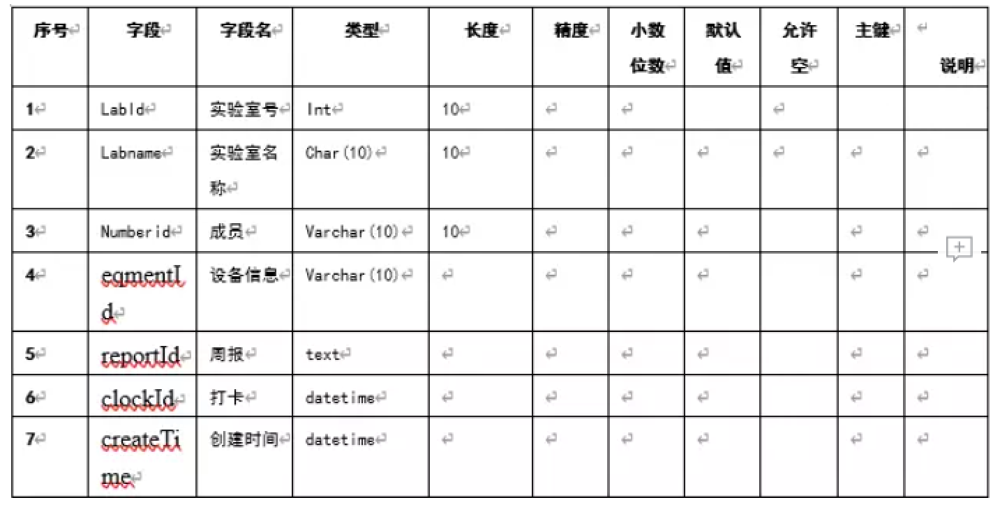 序号 字段 字段名 类型 长度 精度 小数位数 默认值 允许空 主键 说明
1 LabId 实验室号 Int 10
2 Labname 实验室名称 Char(10) 10
3 Numberid 成员 Varchar(10) 10
4 eqmentId 设备信息 Varchar(10)
5 reportId 周报 text
6 clockId 打卡 datetime
7 createTime 创建时间 datetime